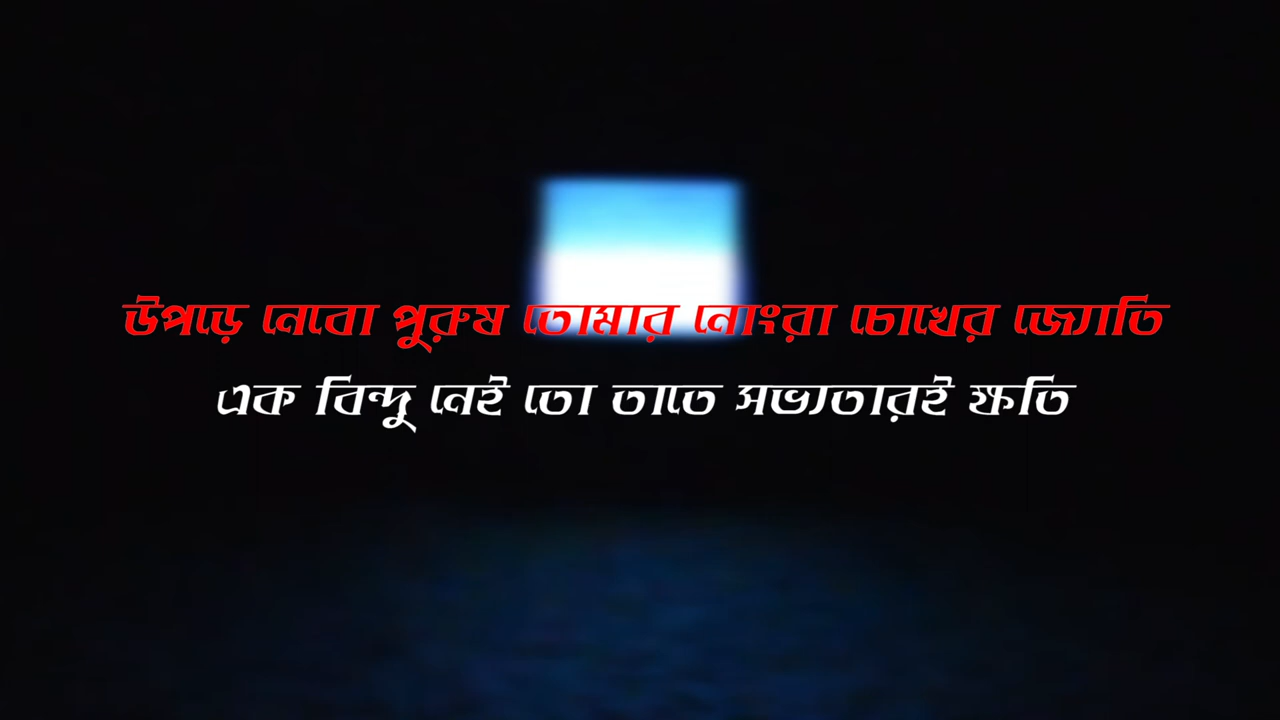 উপড়ে নেবো পুরুষ তোমার নোংরা চোখের জ্যোতি
এক বিন্দু নেই তো তাতে সভ্যতারই ক্ষতি